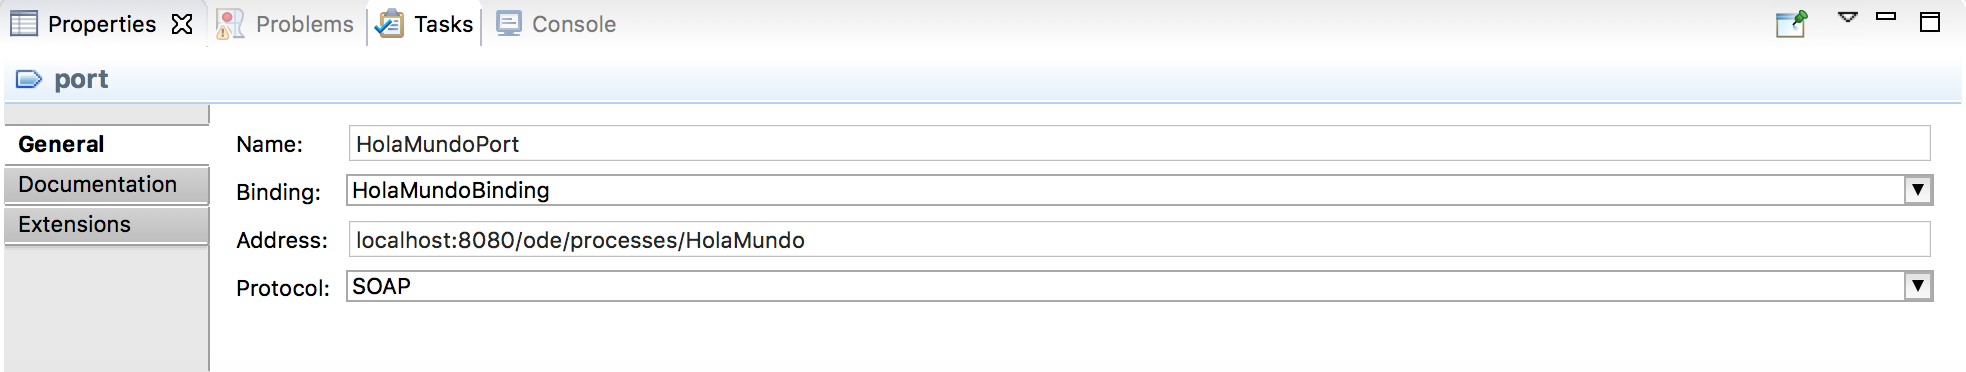 Properties Problems Tasks Console
port
General
Documentation
Extensions
Name: HolaMundoPort
Binding: HolaMundoBinding
Address: localhost:8080/ode/processes/HolaMundo
Protocol: SOAP